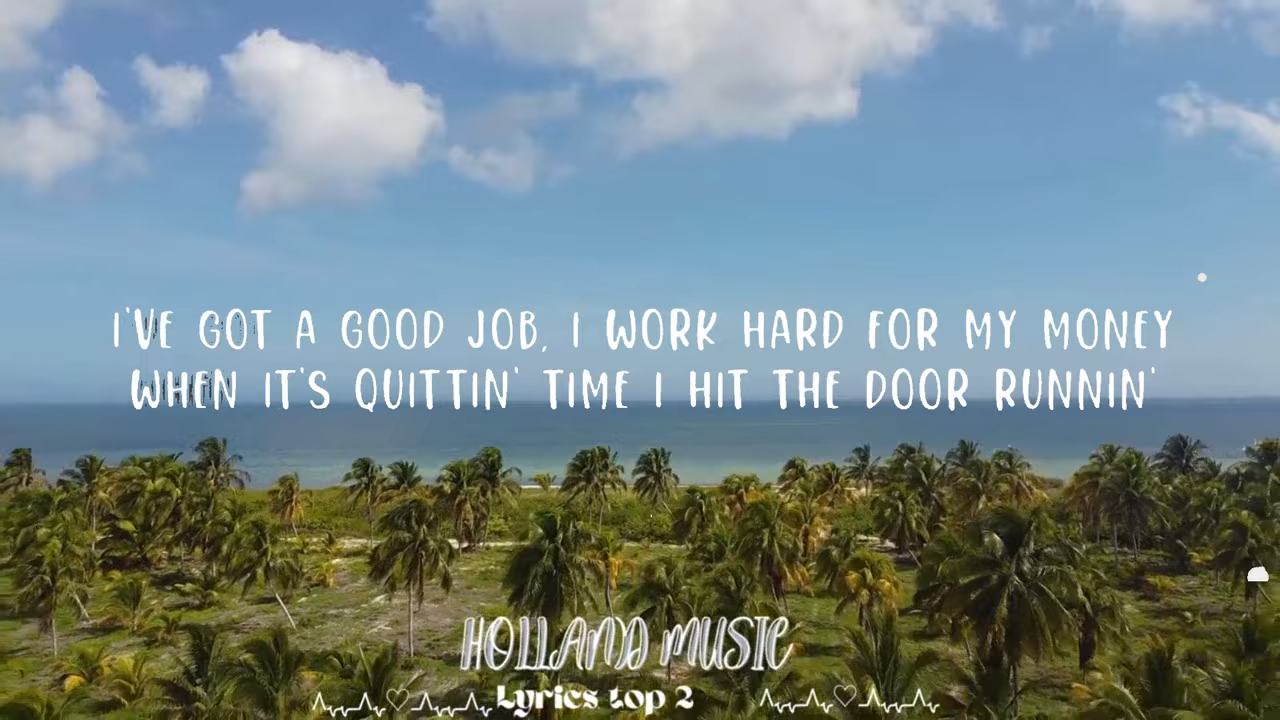 I'VE GOT A GOOD JOB, I WORK HARD FOR MY MONEY
WHEN IT'S QUITTIN' TIME I HIT THE DOOR RUNNIN'
HOLLAND MUSIC
Lyrics top 2